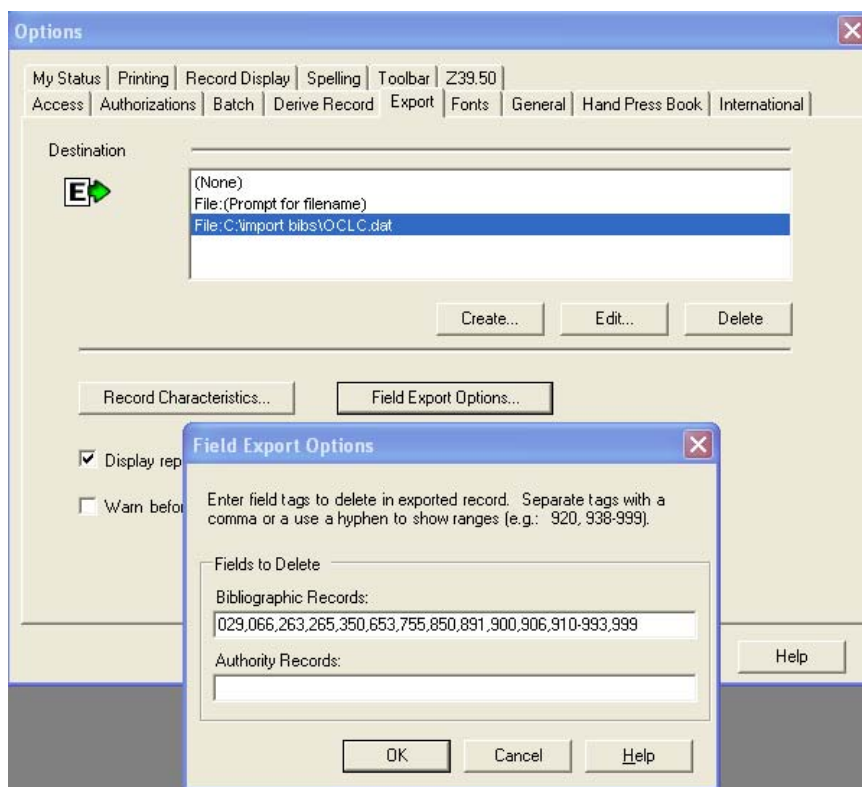 Options
My Status Printing Record Display Spelling Toolbar Z39.50
Access Authorizations Batch Derive Record Export Fonts General Hand Press Book International
Destination
E
(None)
File:(Prompt for filename)
File:C:\import bibs\OCLC.dat
Create... Edit... Delete
Record Characteristics... Field Export Options...
Display rep
Warn befor
Field Export Options
Enter field tags to delete in exported record. Separate tags with a
comma or a use a hyphen to show ranges (e.g.: 920, 938-999).
Fields to Delete
Bibliographic Records:
029,066,263,265,350,653,755,850,891,900,906,910-993,999
Authority Records:
OK Cancel Help
Help